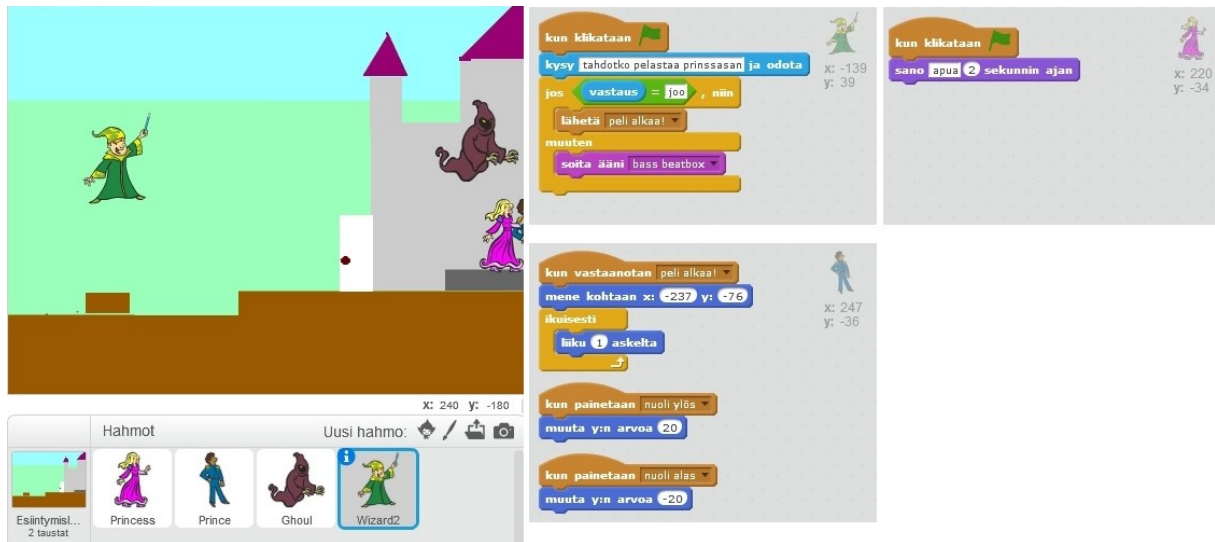 kun klikataan
kysy tahdotko pelastaa prinssasan ja odota
jos vastaus = joo , niin
lähetä peli alkaa!
muuten
soita ääni bass beatbox
x: -139
y: 39
kun klikataan
sano apua 2 sekunnin ajan
x: 220
y: -34
kun vastaanotan peli alkaa!
mene kohtaan x: -237 y: -76
ikuisesti
liiku 1 askelta
x: 247
y: -36
kun painetaan nuoli ylös
muuta y:n arvoa 20
kun painetaan nuoli alas
muuta y:n arvoa -20
x: 240 y: -180
Hahmot
Uusi hahmo:
Esiintymisl...
2 taustat
Princess
Prince
Ghoul
i
Wizard2